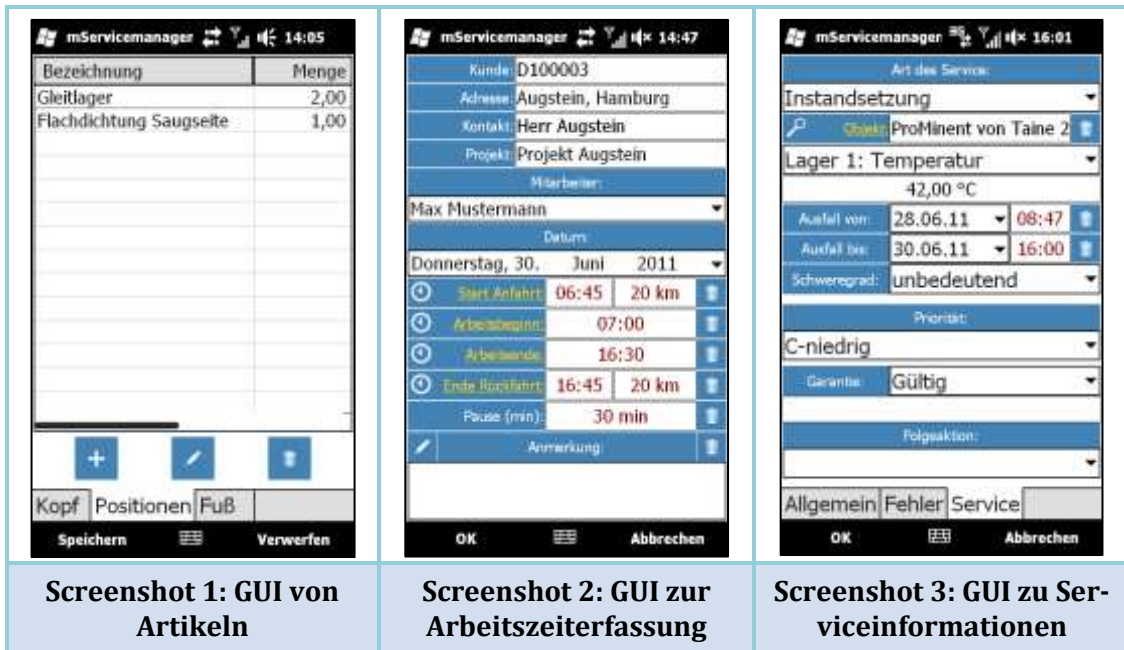 mServicemanager 14:05
Bezeichnung Menge
Gleitlager 2,00
Flachdichtung Saugseite 1,00
Kopf Positionen Fuß
Speichern Verwerfen
Screenshot 1: GUI von
Artikeln
mServicemanager 14:47
Kunde: D100003
Adresse: Augstein, Hamburg
Kontakt: Herr Augstein
Projekt: Projekt Augstein
Mitarbeiter:
Max Mustermann
Datum:
Donnerstag, 30. Juni 2011
Start Anfahrt: 06:45 20 km
Arbeitsbeginn: 07:00
Arbeitsende: 16:30
Ende Rückfahrt: 16:45 20 km
Pause (min): 30 min
Anmerkung:
OK Abbrechen
Screenshot 2: GUI zur
Arbeitszeiterfassung
mServicemanager 16:01
Art des Service:
Instandsetzung
Objekt: ProMinent von Taine 2
Lager 1: Temperatur
42,00 °C
Ausfall von: 28.06.11 08:47
Ausfall bis: 30.06.11 16:00
Schweregrad: unbedeutend
Priorität:
C-niedrig
Garantie: Gültig
Folgeaktion:
Allgemein Fehler Service
OK Abbrechen
Screenshot 3: GUI zu Ser-
viceinformationen